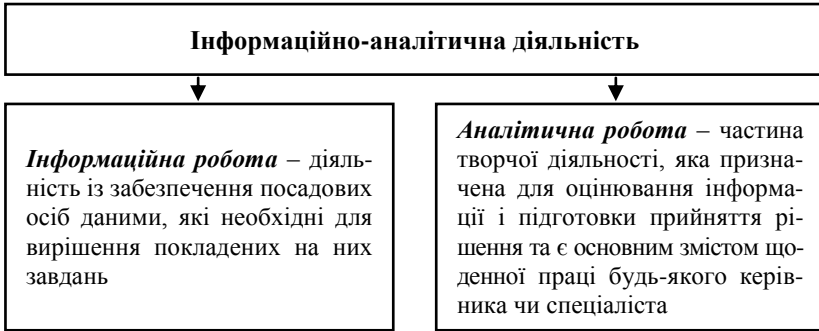 Інформаційно-аналітична діяльність
Інформаційна робота – діяль-
ність із забезпечення посадових
осіб даними, які необхідні для
вирішення покладених на них
завдань
Аналітична робота – частина
творчої діяльності, яка призна-
чена для оцінювання інформа-
ції і підготовки прийняття рі-
шення та є основним змістом що-
денної праці будь-якого керів-
ника чи спеціаліста